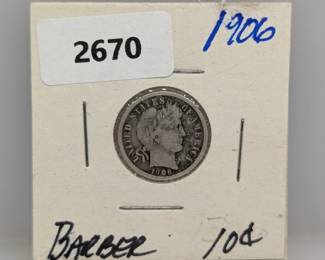 2670
1906
UNITED STATES OF AMERICA
1906
BARBER 10¢